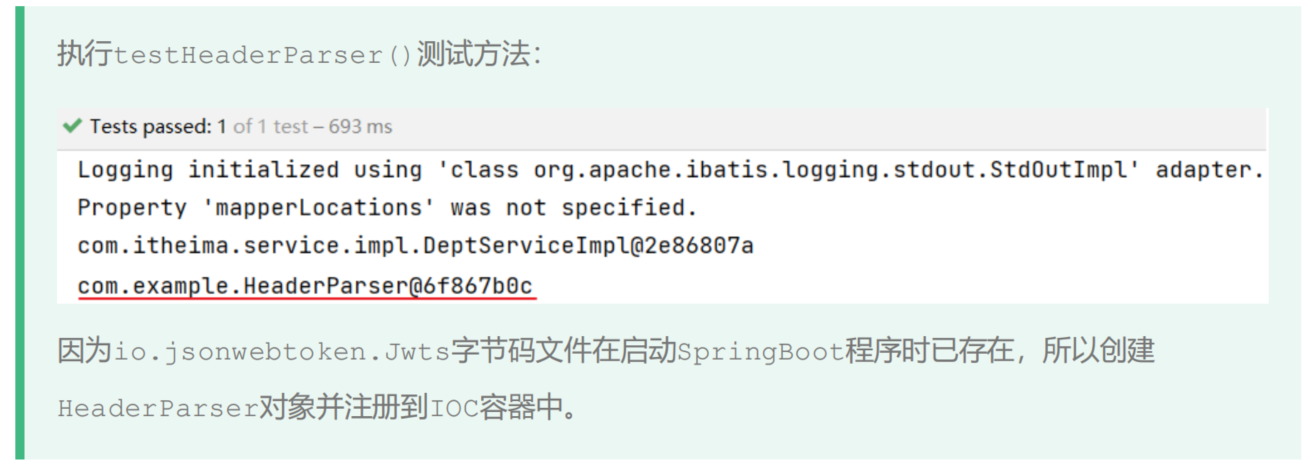 执行testHeaderParser()测试方法：
Tests passed: 1 of 1 test – 693 ms
Logging initialized using 'class org.apache.ibatis.logging.stdout.StdOutImpl' adapter.
Property 'mapperLocations' was not specified.
com.itheima.service.impl.DeptServiceImpl@2e86807a
com.example.HeaderParser@6f867b0c
因为io.jsonwebtoken.Jwts字节码文件在启动SpringBoot程序时已存在，所以创建
HeaderParser对象并注册到IOC容器中。